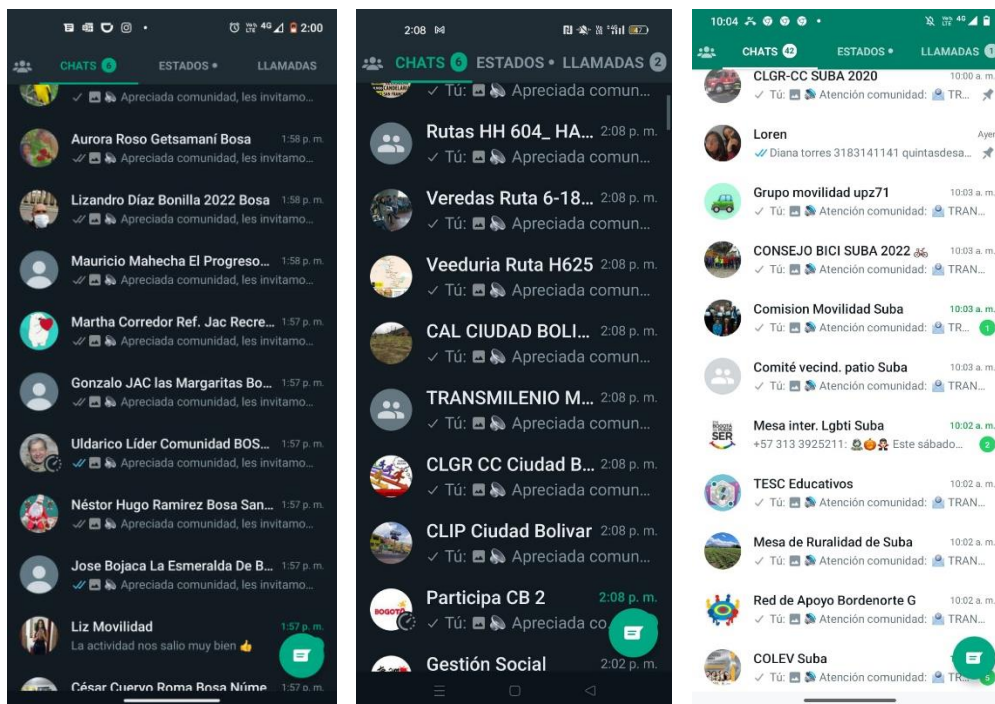 2:00
CHATS 6 ESTADOS • LLAMADAS
Apreciada comunidad, les invitamo...
Aurora Roso Getsamaní Bosa 1:58 p. m.
Apreciada comunidad, les invitamo...
Lizandro Díaz Bonilla 2022 Bosa 1:58 p. m.
Apreciada comunidad, les invitamo...
Mauricio Mahecha El Progreso... 1:58 p. m.
Apreciada comunidad, les invitamo...
Martha Corredor Ref. Jac Recre... 1:57 p. m.
Apreciada comunidad, les invitamo...
Gonzalo JAC las Margaritas Bo... 1:57 p. m.
Apreciada comunidad, les invitamo...
Uldarico Líder Comunidad BOS... 1:57 p. m.
Apreciada comunidad, les invitamo...
Néstor Hugo Ramirez Bosa San... 1:57 p. m.
Apreciada comunidad, les invitamo...
Jose Bojaca La Esmeralda De B... 1:57 p. m.
Apreciada comunidad, les invitamo...
Liz Movilidad 1:57 p. m.
La actividad nos salio muy bien 👍
César Cuervo Roma Bosa Núme... 1:57 p. m.
2:08
CHATS 6 ESTADOS • LLAMADAS 2
Tú: Apreciada comun...
Rutas HH 604_ HA... 2:08 p. m.
Tú: Apreciada comun...
Veredas Ruta 6-18... 2:08 p. m.
Tú: Apreciada comun...
Veeduria Ruta H625 2:08 p. m.
Tú: Apreciada comun...
CAL CIUDAD BOLI... 2:08 p. m.
Tú: Apreciada comun...
TRANSMILENIO M... 2:08 p. m.
Tú: Apreciada comun...
CLGR CC Ciudad B... 2:08 p. m.
Tú: Apreciada comun...
CLIP Ciudad Bolivar 2:08 p. m.
Tú: Apreciada comun...
Participa CB 2 2:08 p. m.
Tú: Apreciada co
Gestión Social 2:02 p. m.
10:04
CHATS 42 ESTADOS • LLAMADAS 1
CLGR-CC SUBA 2020 10:00 a. m.
Tú: Atención comunidad: TR...
Loren Ayer
Diana torres 3183141141 quintasdesa...
Grupo movilidad upz71 10:03 a. m.
Tú: Atención comunidad: TRAN...
CONSEJO BICI SUBA 2022 🚲 10:03 a. m.
Tú: Atención comunidad: TRAN...
Comision Movilidad Suba 10:03 a. m.
Tú: Atención comunidad: TR... 1
Comité vecind. patio Suba 10:03 a. m.
Tú: Atención comunidad: TRAN...
Mesa inter. Lgbti Suba 10:02 a. m.
+57 313 3925211: Este sábado... 2
TESC Educativos 10:02 a. m.
Tú: Atención comunidad: TRAN...
Mesa de Ruralidad de Suba 10:02 a. m.
Tú: Atención comunidad: TRAN...
Red de Apoyo Bordenorte G 10:02 a. m.
Tú: Atención comunidad: TRAN...
COLEV Suba
Tú: Atención comunidad: TR... 5